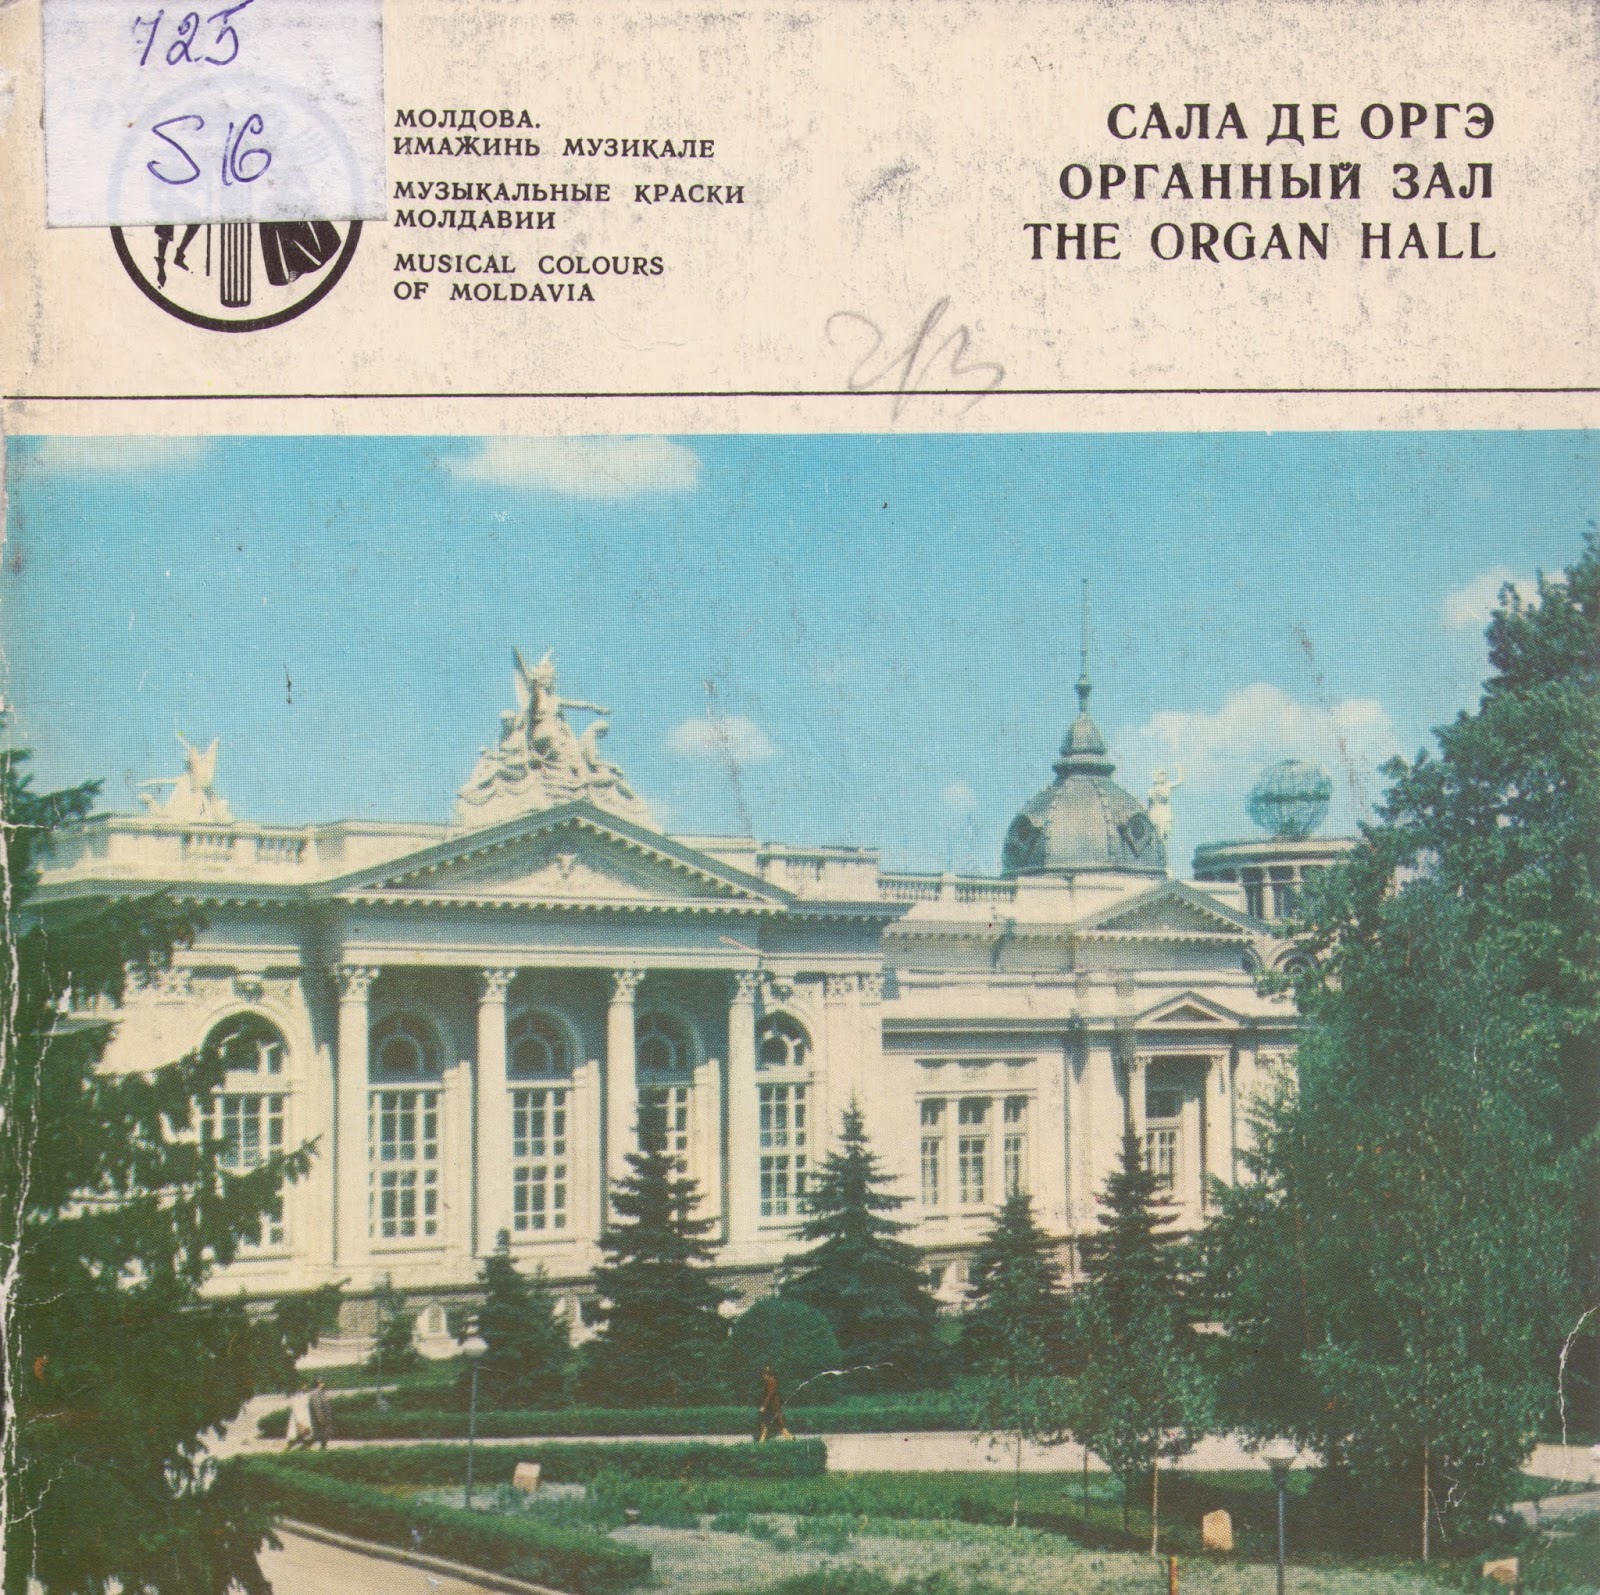 725
S16
МОЛДОВА.
ИМАЖИНЬ МУЗИКАЛЕ
МУЗЫКАЛЬНЫЕ КРАСКИ
МОЛДАВИИ
MUSICAL COLOURS
OF MOLDAVIA
САЛА ДЕ ОРГЭ
ОРГАННЫЙ ЗАЛ
THE ORGAN HALL